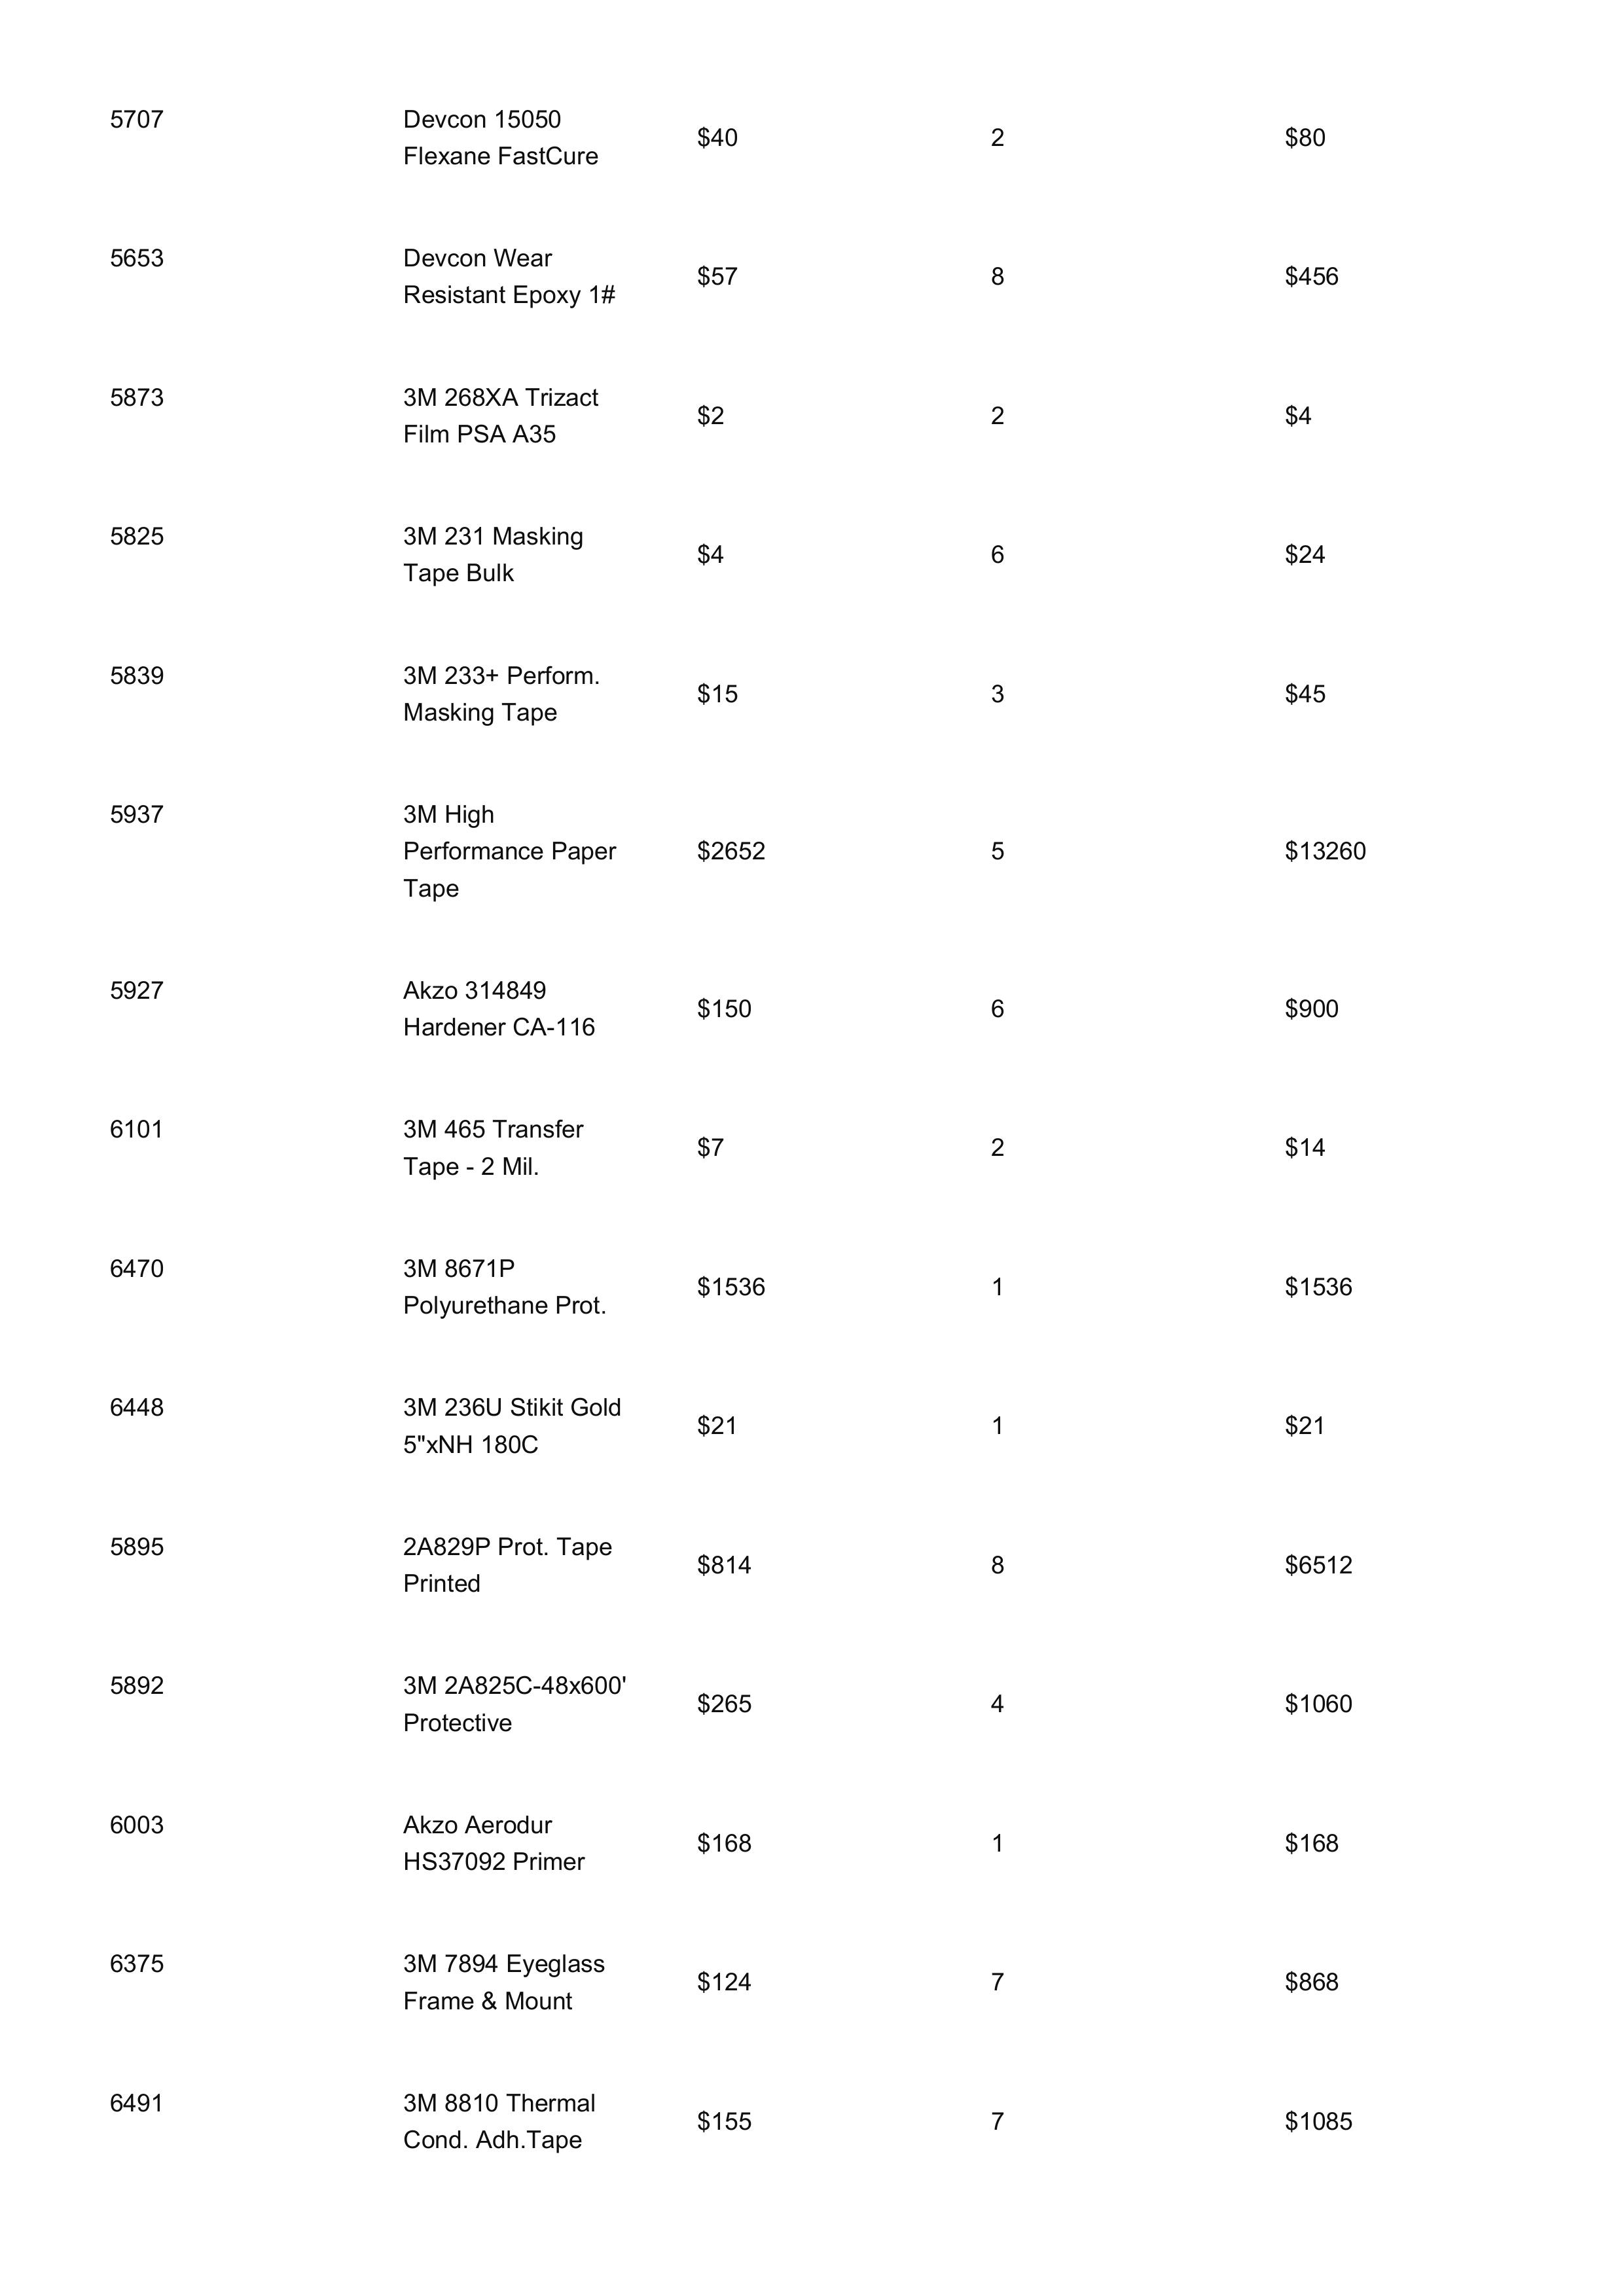 5707
Devcon 15050
Flexane FastCure
$40
2
$80
5653
Devcon Wear
Resistant Epoxy 1#
$57
8
$456
5873
3M 268XA Trizact
Film PSA A35
$2
2
$4
5825
3M 231 Masking
Tape Bulk
$4
6
$24
5839
3M 233+ Perform.
Masking Tape
$15
3
$45
5937
3M High
Performance Paper
Tape
$2652
5
$13260
5927
Akzo 314849
Hardener CA-116
$150
6
$900
6101
3M 465 Transfer
Tape - 2 Mil.
$7
2
$14
6470
3M 8671P
Polyurethane Prot.
$1536
1
$1536
6448
3M 236U Stikit Gold
5"xNH 180C
$21
1
$21
5895
2A829P Prot. Tape
Printed
$814
8
$6512
5892
3M 2A825C-48x600'
Protective
$265
4
$1060
6003
Akzo Aerodur
HS37092 Primer
$168
1
$168
6375
3M 7894 Eyeglass
Frame & Mount
$124
7
$868
6491
3M 8810 Thermal
Cond. Adh.Tape
$155
7
$1085